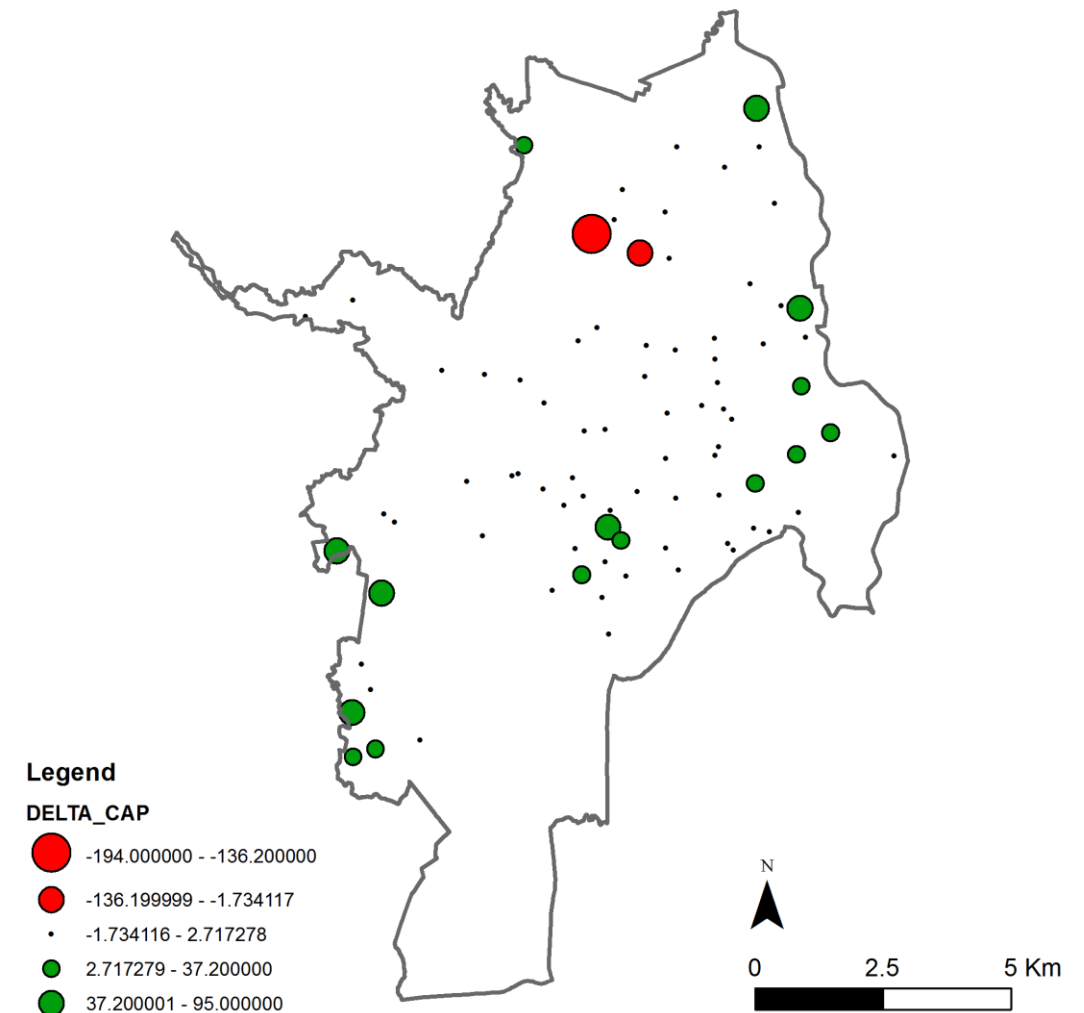 Legend
DELTA_CAP
-194.000000 - -136.200000
-136.199999 - -1.734117
-1.734116 - 2.717278
2.717279 - 37.200000
37.200001 - 95.000000
N
0 2.5 5 Km